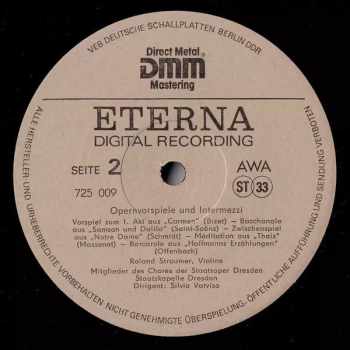 VEB DEUTSCHE SCHALLPLATTEN BERLIN DDR
Direct Metal
DMM®
Mastering
ETERNA
DIGITAL RECORDING
SEITE 2
AWA
725 009
ST 33
Opernvorspiele und Intermezzi
Vorspiel zum 1. Akt aus „Carmen“ (Bizet) – Bacchanale
aus „Samson und Dalila“ (Saint-Saëns) – Zwischenspiel
aus „Notre Dame“ (Schmidt) – Méditation aus „Thaïs“
(Massenet) – Barcarole aus „Hoffmanns Erzählungen“
(Offenbach)
Roland Straumer, Violine
Mitglieder des Chores der Staatsoper Dresden
Staatskapelle Dresden
Dirigent: Silvio Varviso
ALLE HERSTELLER- UND URHEBERRECHTE VORBEHALTEN · NICHT GENEHMIGTE ÜBERSPIELUNG, ÖFFENTLICHE AUFFÜHRUNG UND SENDUNG VERBOTEN